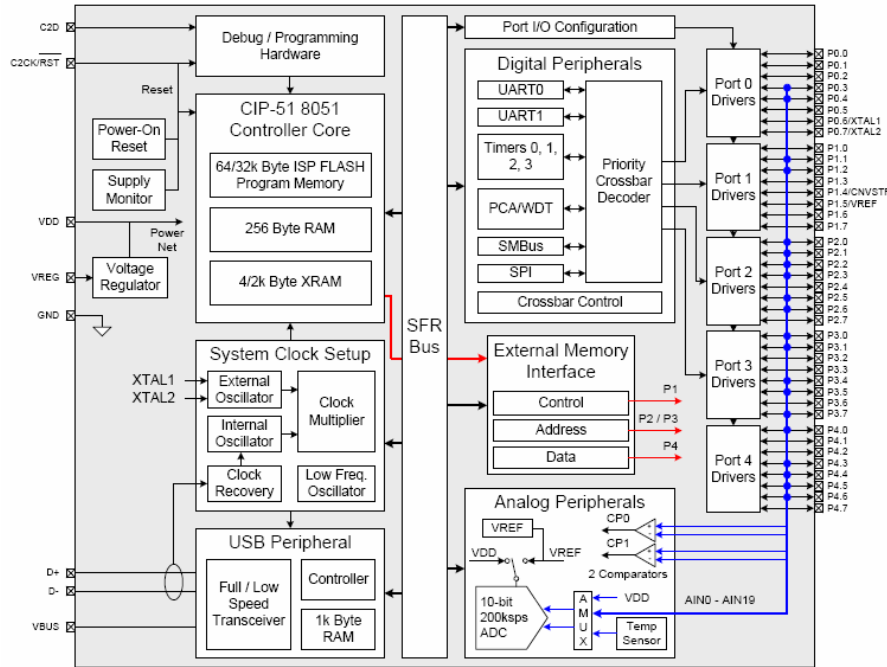 C2D
C2CK/RST
Debug / Programming
Hardware
Reset
Power-On
Reset
Supply
Monitor
VDD
Power
Net
VREG
Voltage
Regulator
GND
CIP-51 8051
Controller Core
64/32k Byte ISP FLASH
Program Memory
256 Byte RAM
4/2k Byte XRAM
System Clock Setup
XTAL1
XTAL2
External
Oscillator
Internal
Oscillator
Clock
Multiplier
Clock
Recovery
Low Freq.
Oscillator
USB Peripheral
D+
D-
VBUS
Full / Low
Speed
Transceiver
Controller
1k Byte
RAM
SFR
Bus
Port I/O Configuration
Digital Peripherals
UART0
UART1
Timers 0, 1,
2, 3
PCA/WDT
SMBus
SPI
Priority
Crossbar
Decoder
Crossbar Control
External Memory
Interface
Control
Address
Data
P1
P2 / P3
P4
Analog Peripherals
VREF
VDD
VREF
CP0
+
-
CP1
+
-
2 Comparators
10-bit
200ksps
ADC
A
M
U
X
VDD
Temp
Sensor
AIN0 - AIN19
Port 0
Drivers
Port 1
Drivers
Port 2
Drivers
Port 3
Drivers
Port 4
Drivers
P0.0
P0.1
P0.2
P0.3
P0.4
P0.5
P0.6/XTAL1
P0.7/XTAL2
P1.0
P1.1
P1.2
P1.3
P1.4/CNVSTR
P1.5/VREF
P1.6
P1.7
P2.0
P2.1
P2.2
P2.3
P2.4
P2.5
P2.6
P2.7
P3.0
P3.1
P3.2
P3.3
P3.4
P3.5
P3.6
P3.7
P4.0
P4.1
P4.2
P4.3
P4.4
P4.5
P4.6
P4.7